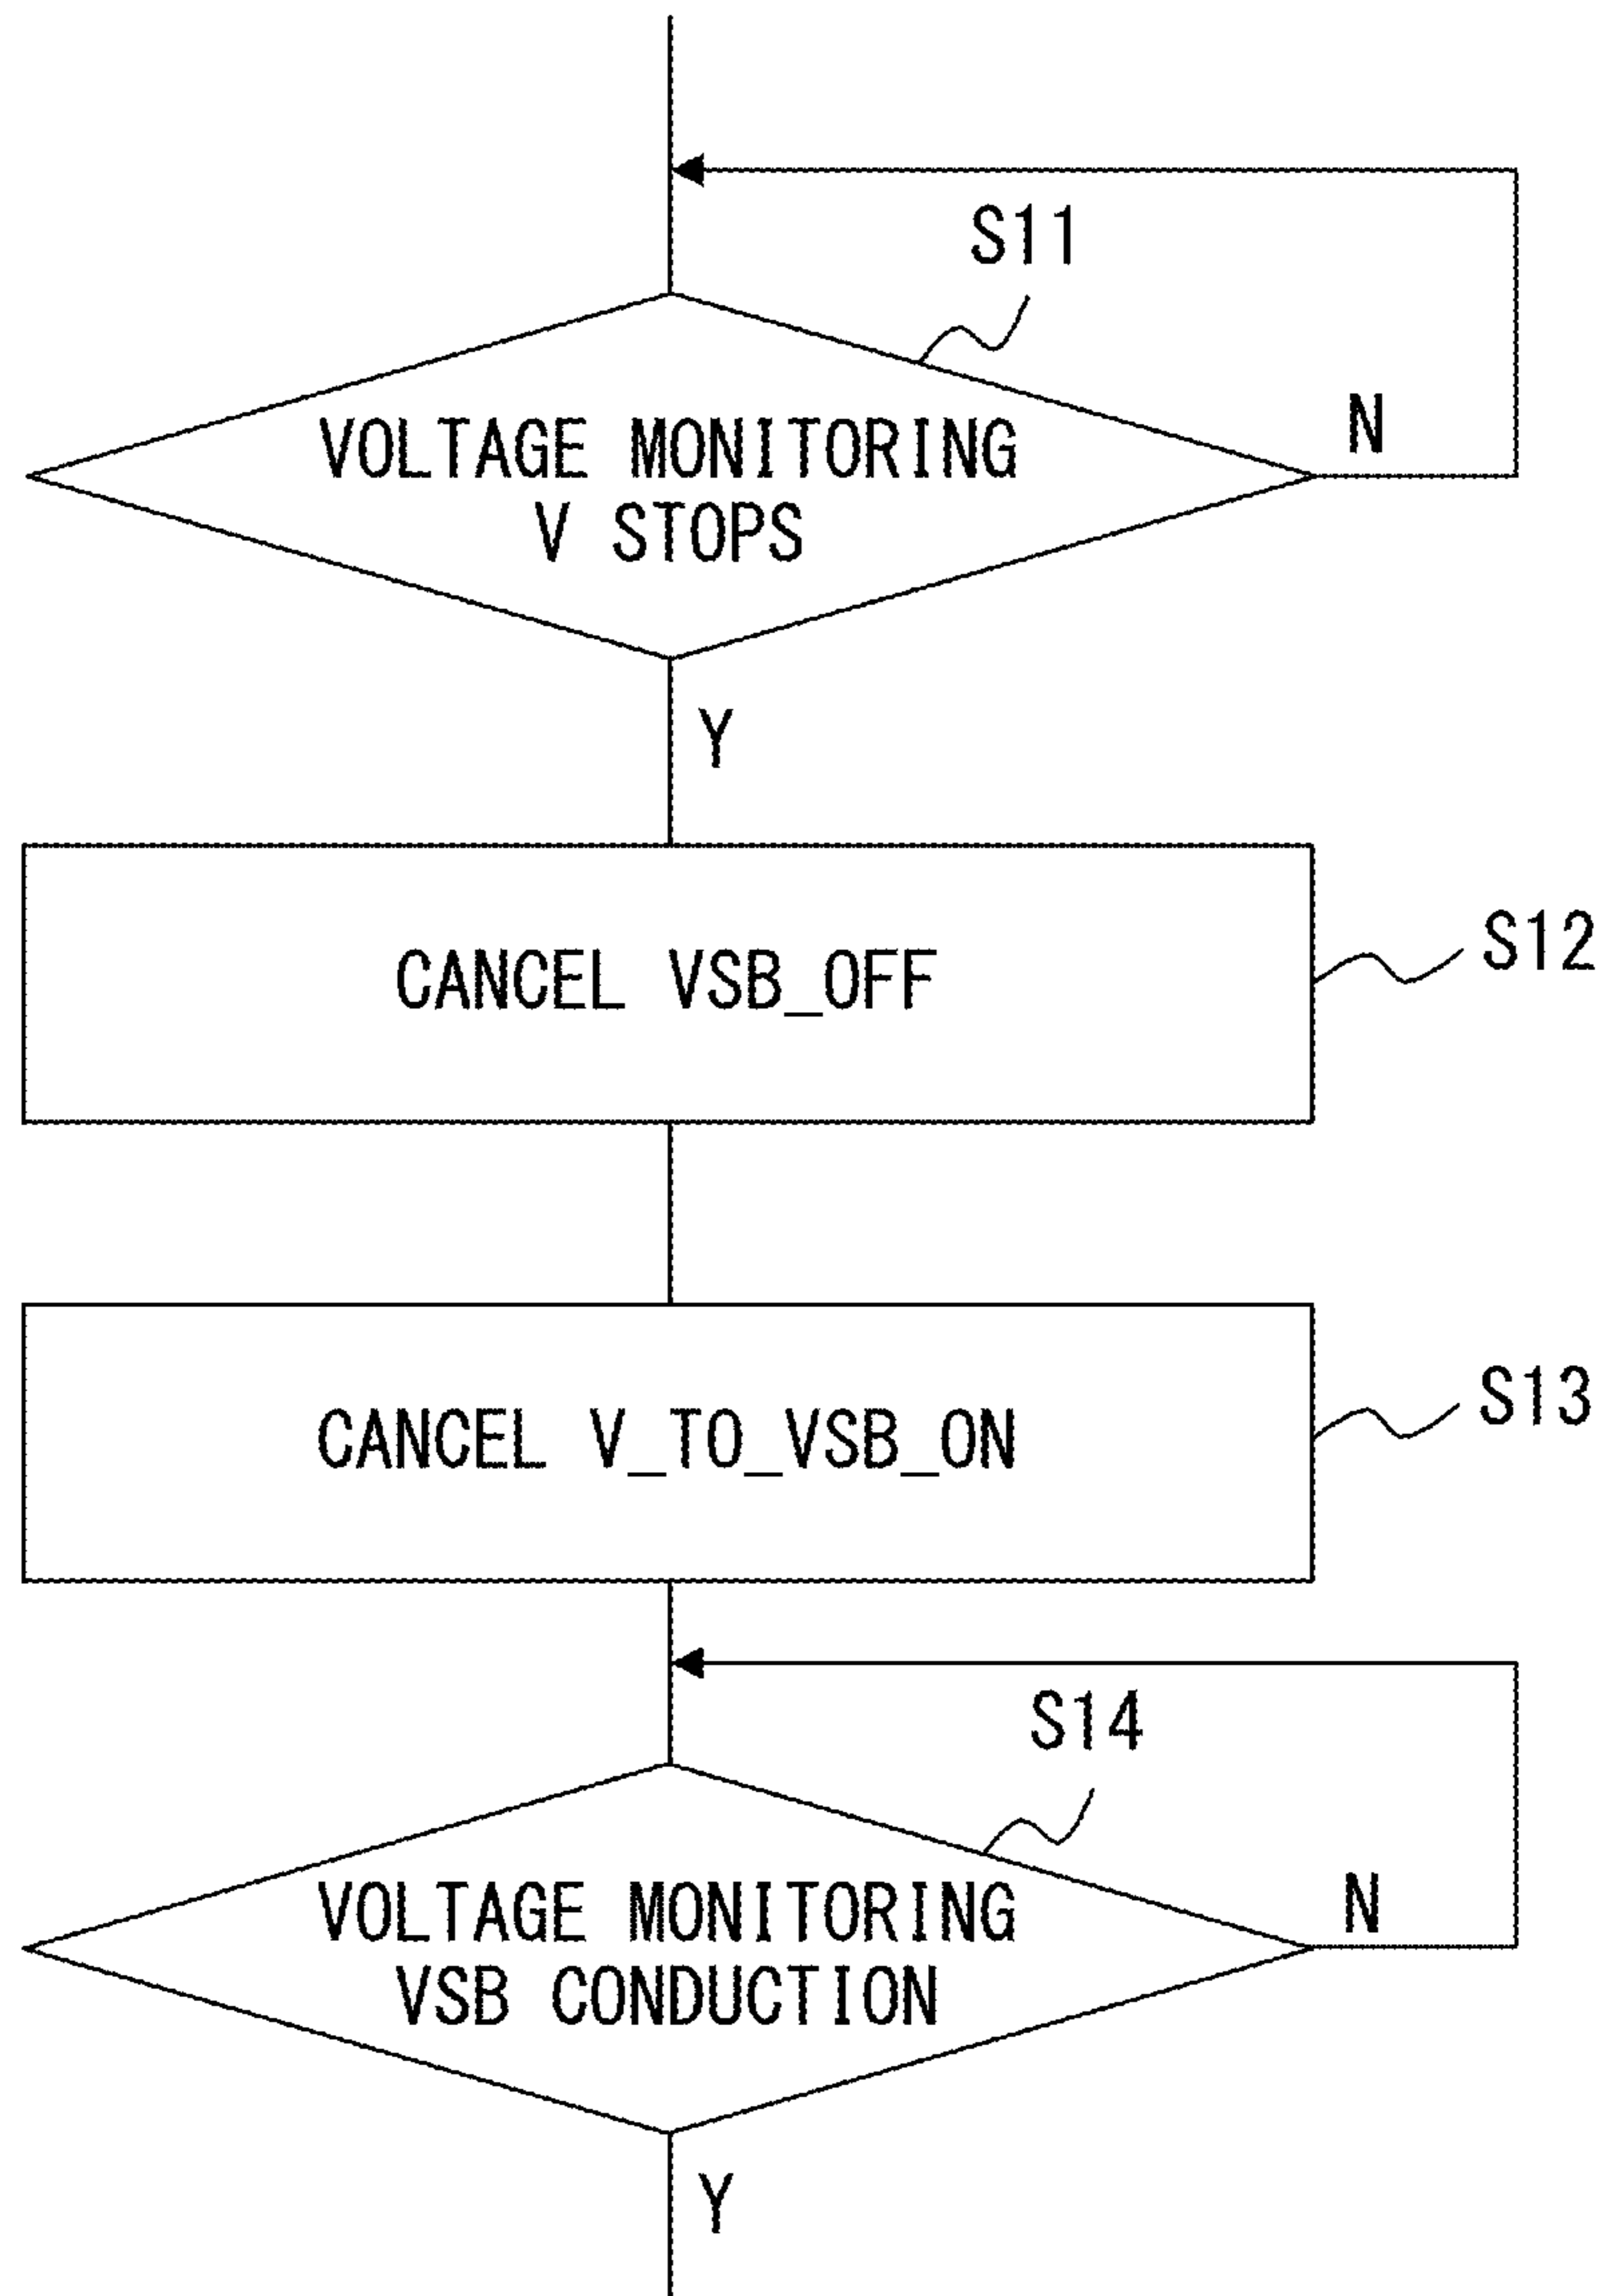 S11
VOLTAGE MONITORING
V STOPS
N
Y
CANCEL VSB_OFF
S12
CANCEL V_TO_VSB_ON
S13
S14
VOLTAGE MONITORING
VSB CONDUCTION
N
Y